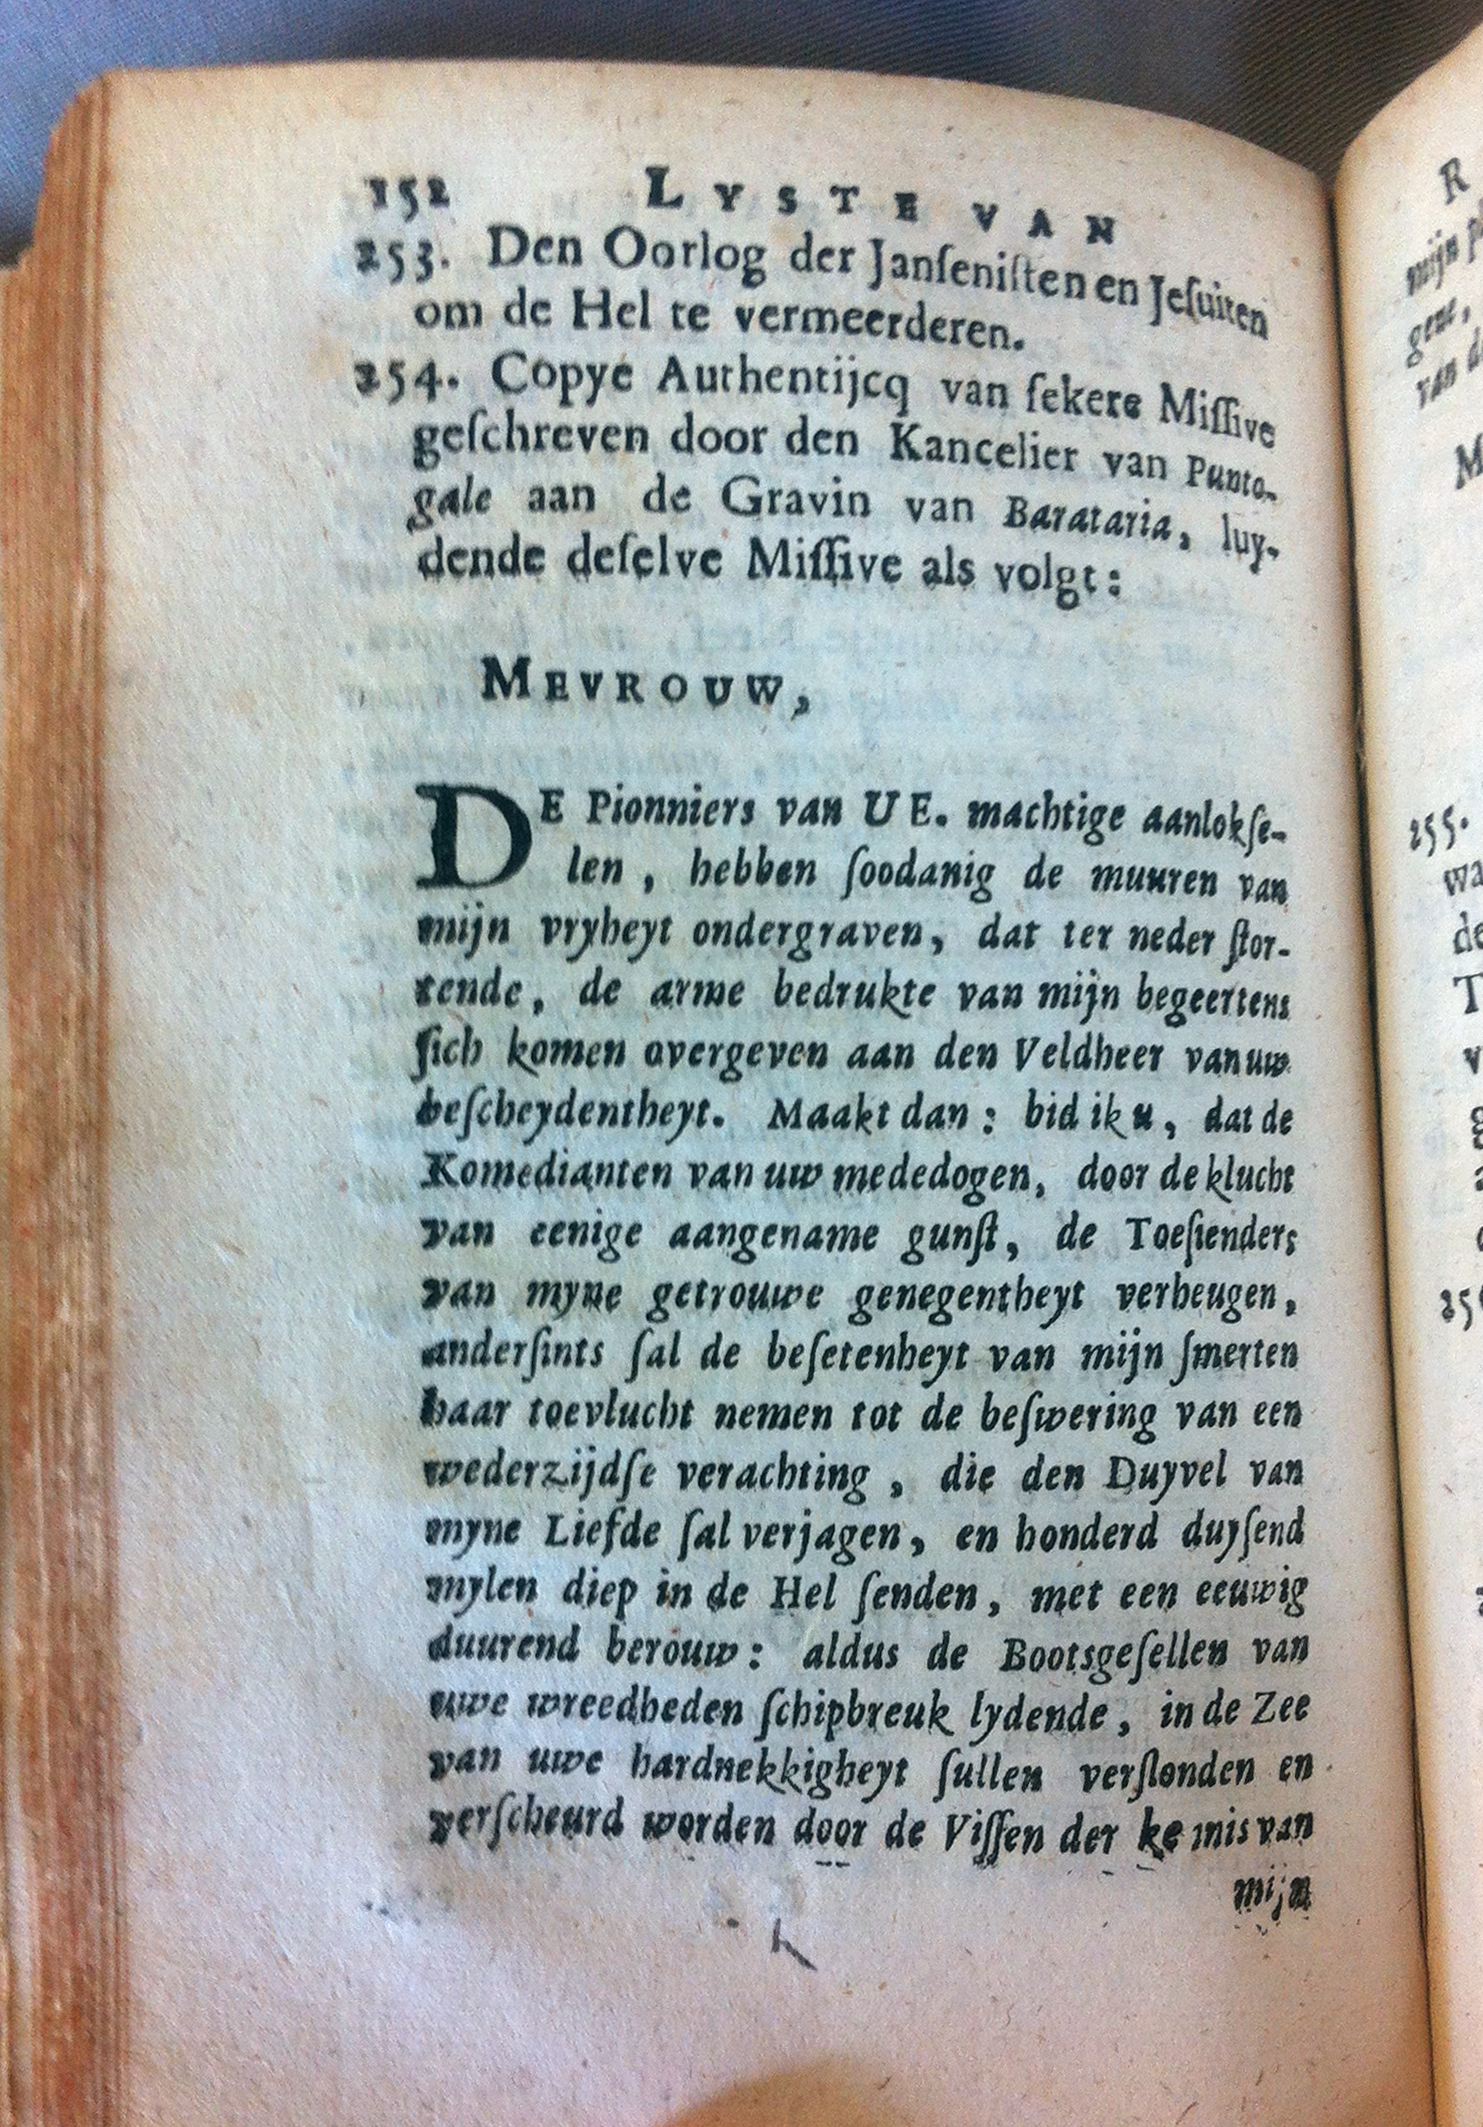 152 LYSTE VAN
253. Den Oorlog der Janſeniſten en Jeſuiten
om de Hel te vermeerderen.
254. Copye Authentijcq van ſekere Miſſive
geſchreven door den Kancelier van Punto-
gale aan de Gravin van Barataria, luy-
dende deſelve Miſſive als volgt:
MEVROUW,
DE Pionniers van UE. machtige aanlokſe-
len, hebben ſoodanig de muuren van
mijn vryheyt ondergraven, dat ter neder ſtor-
tende, de arme bedrukte van mijn begeertens
ſich komen overgeven aan den Veldheer van uw
beſcheydentheyt. Maakt dan: bid ik u, dat de
Komedianten van uw mededogen, door de klucht
van eenige aangename gunſt, de Toeſienders
van myne getrouwe genegentheyt verheugen,
anderſints ſal de beſetenheyt van mijn ſmerten
haar toevlucht nemen tot de beſwering van een
wederzijdſe verachting, die den Duyvel van
myne Liefde ſal verjagen, en honderd duyſend
mylen diep in de Hel ſenden, met een eeuwig
duurend berouw: aldus de Bootsgeſellen van
uwe wreedheden ſchipbreuk lydende, in de Zee
van uwe hardnekkigheyt ſullen verſlonden en
verſcheurd worden door de Viſſen der kennis van
mijn
R
mijn
gene,
van d
M
255.
wa
de
T
v
g